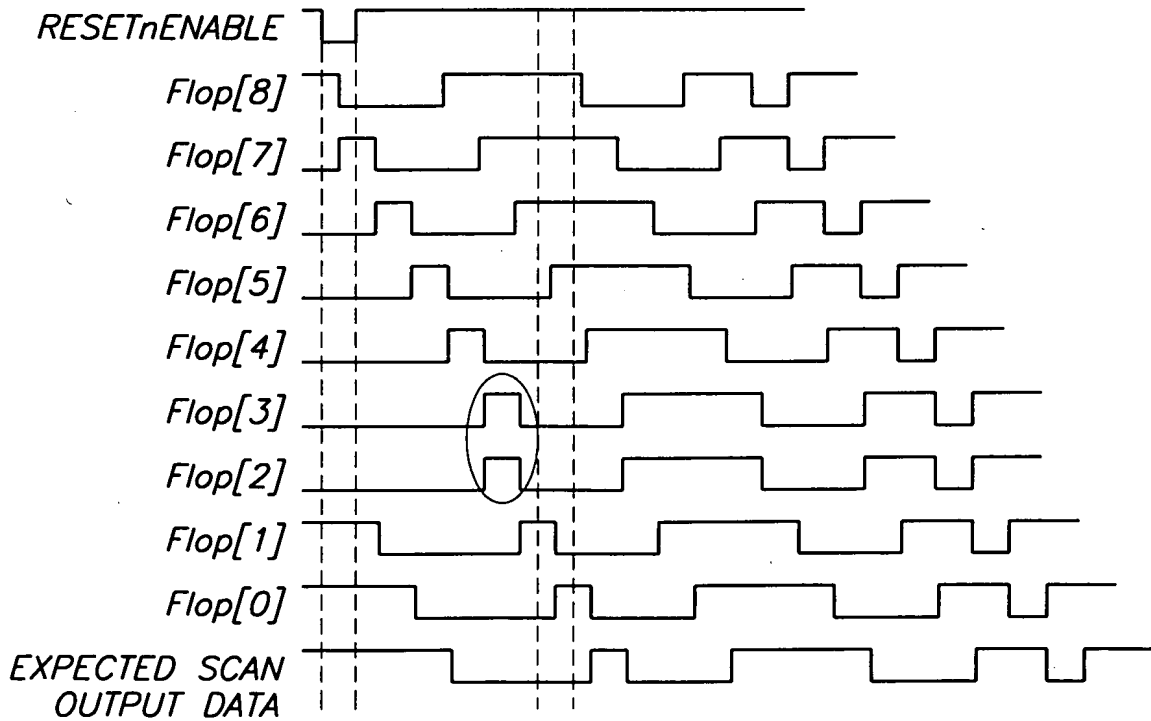 RESETnENABLE
Flop[8]
Flop[7]
Flop[6]
Flop[5]
Flop[4]
Flop[3]
Flop[2]
Flop[1]
Flop[0]
EXPECTED SCAN
OUTPUT DATA